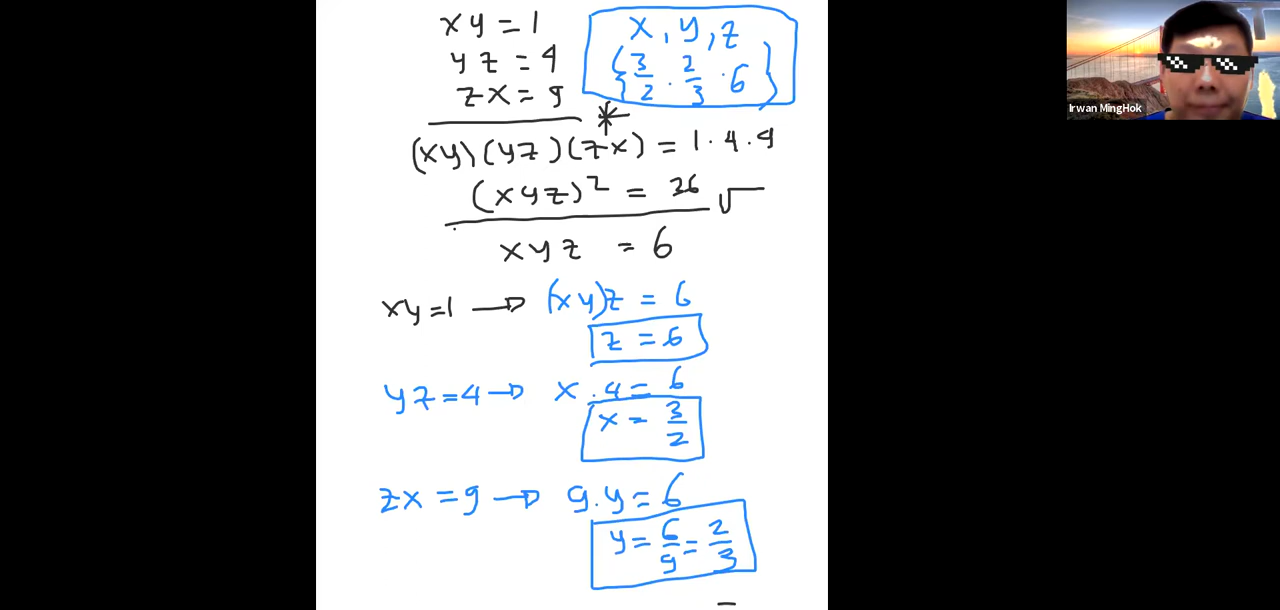 xy = 1
yz = 4
zx = 9
x, y, z
{3/2 . 2/3 . 6}
*
(xy)(yz)(zx) = 1 . 4 . 9
(xyz)² = 36 √
xyz = 6
xy = 1 → (xy)z = 6
z = 6
yz = 4 → x . 4 = 6
x = 3/2
zx = 9 → 9 . y = 6
y = 6/9 = 2/3
Irwan MingHok